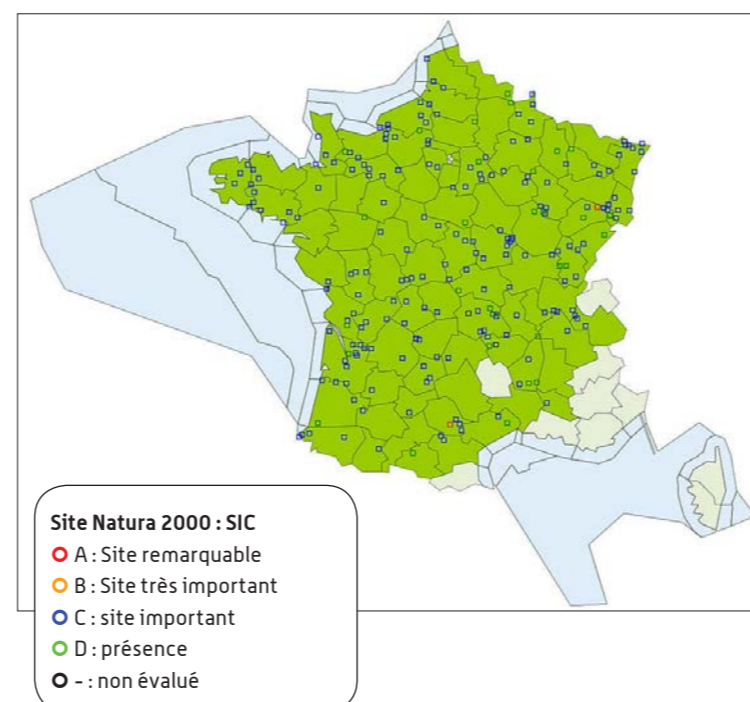 Site Natura 2000 : SIC
A : Site remarquable
B : Site très important
C : site important
D : présence
- : non évalué